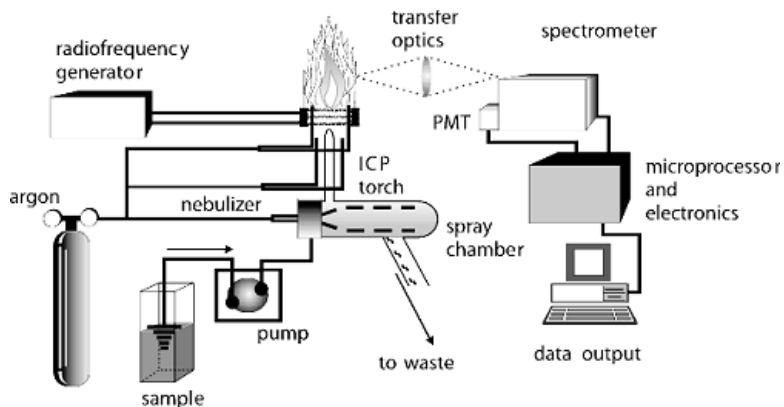 transfer
optics
spectrometer
radiofrequency
generator
PMT
ICP
torch
microprocessor
and
electronics
argon
nebulizer
spray
chamber
pump
to waste
data output
sample